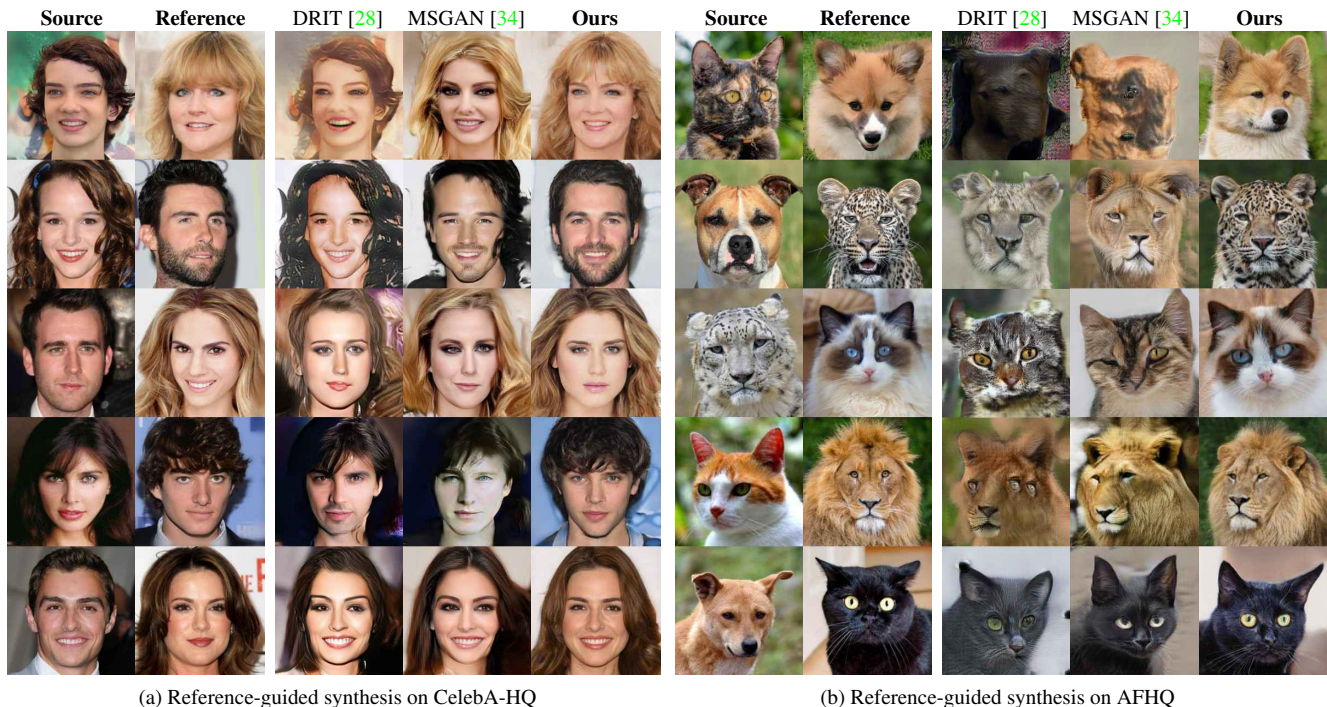 Source Reference DRIT [28] MSGAN [34] Ours Source Reference DRIT [28] MSGAN [34] Ours
(a) Reference-guided synthesis on CelebA-HQ (b) Reference-guided synthesis on AFHQ